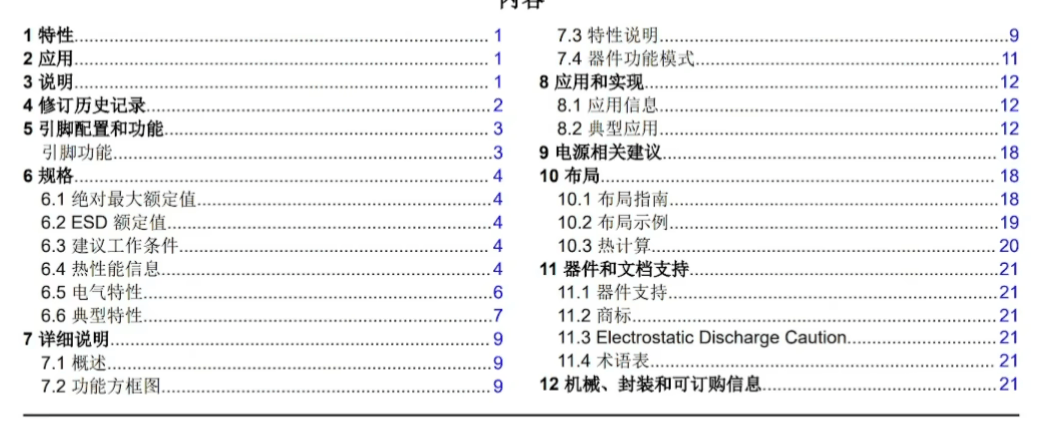 内容
1 特性................................................................ 1
2 应用................................................................ 1
3 说明................................................................ 1
4 修订历史记录................................................................ 2
5 引脚配置和功能................................................................ 3
引脚功能................................................................3
6 规格................................................................ 4
6.1 绝对最大额定值................................................................4
6.2 ESD 额定值................................................................4
6.3 建议工作条件................................................................ 4
6.4 热性能信息................................................................4
6.5 电气特性................................................................6
6.6 典型特性................................................................7
7 详细说明................................................................ 9
7.1 概述................................................................9
7.2 功能方框图................................................................ 9
7.3 特性说明................................................................9
7.4 器件功能模式................................................................11
8 应用和实现................................................................12
8.1 应用信息................................................................12
8.2 典型应用................................................................12
9 电源相关建议................................................................ 18
10 布局................................................................ 18
10.1 布局指南................................................................18
10.2 布局示例................................................................19
10.3 热计算................................................................ 20
11 器件和文档支持................................................................21
11.1 器件支持................................................................21
11.2 商标................................................................ 21
11.3 Electrostatic Discharge Caution................................21
11.4 术语表................................................................ 21
12 机械、封装和可订购信息................................................21